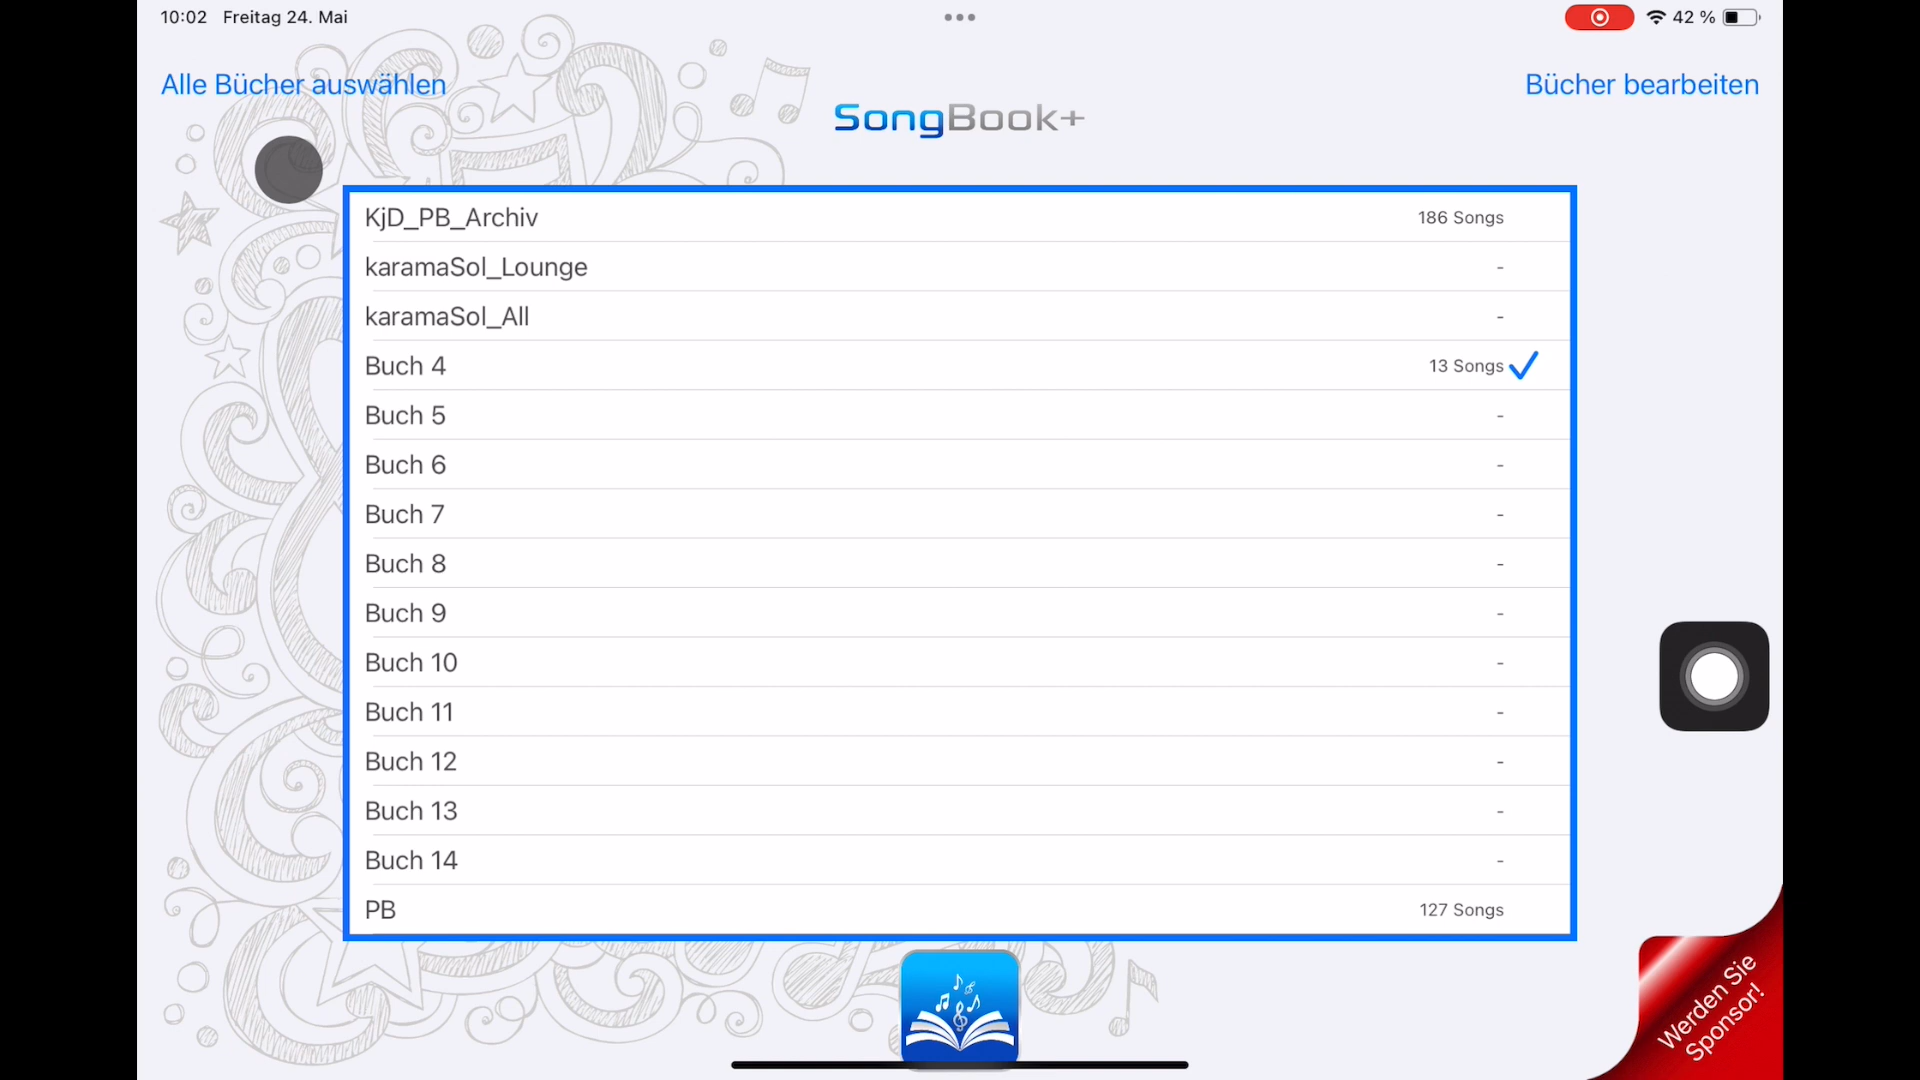 10:02 Freitag 24. Mai
42 %
Alle Bücher auswählen
Bücher bearbeiten
SongBook+
KjD_PB_Archiv 186 Songs
karamaSol_Lounge -
karamaSol_All -
Buch 4 13 Songs
Buch 5 -
Buch 6 -
Buch 7 -
Buch 8 -
Buch 9 -
Buch 10 -
Buch 11 -
Buch 12 -
Buch 13 -
Buch 14 -
PB 127 Songs
Werden Sie
Sponsor!